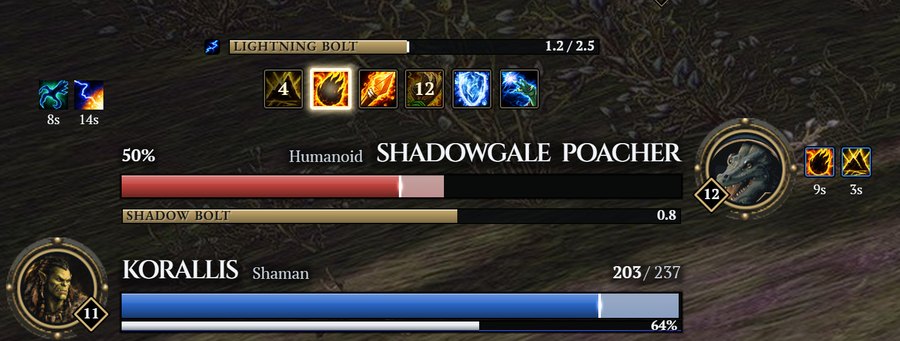 LIGHTNING BOLT 1.2 / 2.5
4 12
8s 14s
50% Humanoid SHADOWGALE POACHER
12
9s 3s
SHADOW BOLT 0.8
KORALLIS Shaman 203 / 237
11
64%